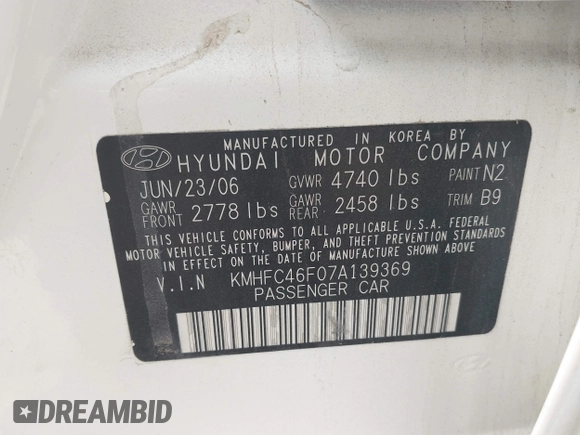 MANUFACTURED IN KOREA BY
HYUNDAI MOTOR COMPANY
JUN/23/06 GVWR 4740 lbs PAINT N2
GAWR FRONT 2778 lbs GAWR REAR 2458 lbs TRIM B9
THIS VEHICLE CONFORMS TO ALL APPLICABLE U.S.A. FEDERAL
MOTOR VEHICLE SAFETY, BUMPER, AND THEFT PREVENTION STANDARDS
IN EFFECT ON THE DATE OF MANUFACTURE SHOWN ABOVE
V.I.N KMHFC46F07A139369
PASSENGER CAR
DREAMBID